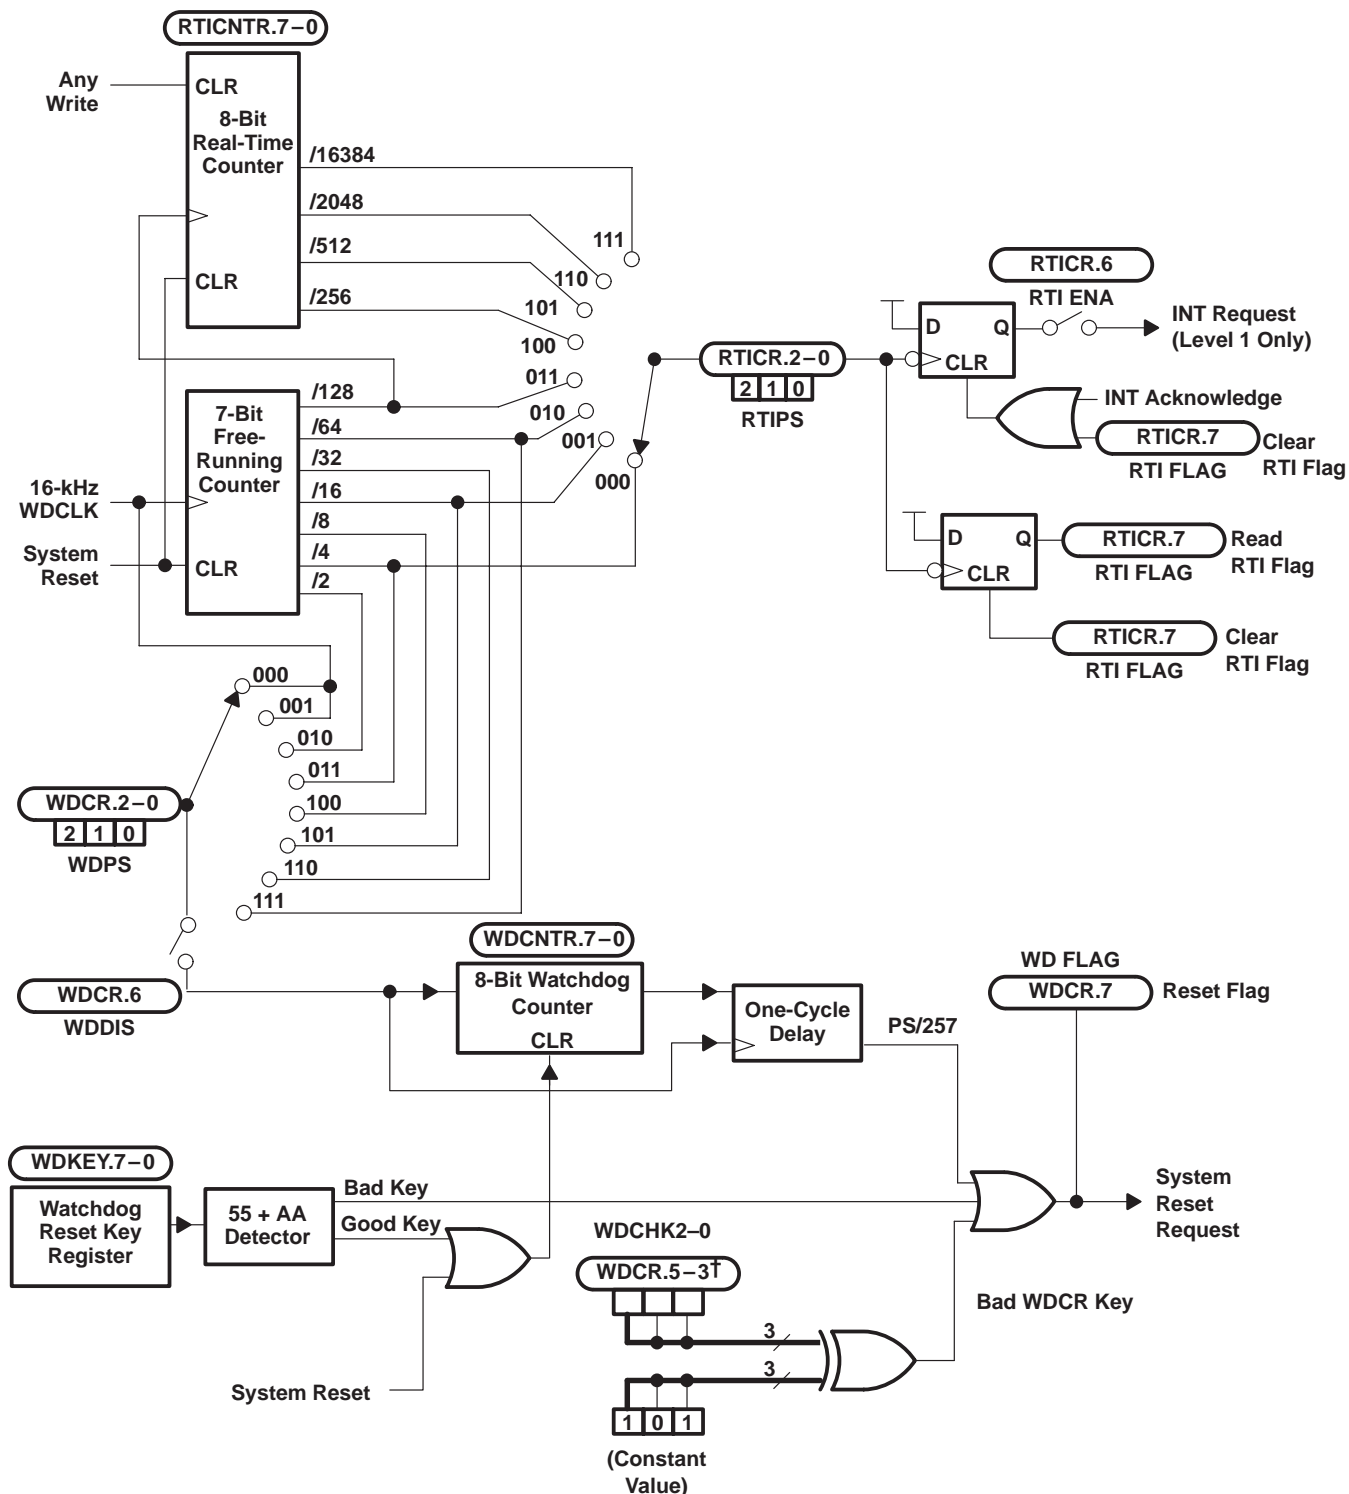 RTICNTR.7–0
Any
Write
CLR
8-Bit
Real-Time
Counter
CLR
/16384
/2048
/512
/256
111
110
101
100
011
010
001
000
7-Bit
Free-
Running
Counter
CLR
/128
/64
/32
/16
/8
/4
/2
16-kHz
WDCLK
System
Reset
RTICR.2–0
2 1 0
RTIPS
RTICR.6
RTI ENA
D Q
CLR
INT Request
(Level 1 Only)
INT Acknowledge
RTICR.7
RTI FLAG
Clear
RTI Flag
D Q
CLR
RTICR.7
RTI FLAG
Read
RTI Flag
RTICR.7
RTI FLAG
Clear
RTI Flag
000
001
010
011
100
101
110
111
WDCR.2–0
2 1 0
WDPS
WDCR.6
WDDIS
WDCNTR.7–0
8-Bit Watchdog
Counter
CLR
One-Cycle
Delay
PS/257
WD FLAG
WDCR.7
Reset Flag
WDKEY.7–0
Watchdog
Reset Key
Register
55 + AA
Detector
Bad Key
Good Key
System Reset
WDCHK2–0
WDCR.5–3†
3
3
1 0 1
(Constant
Value)
Bad WDCR Key
System
Reset
Request